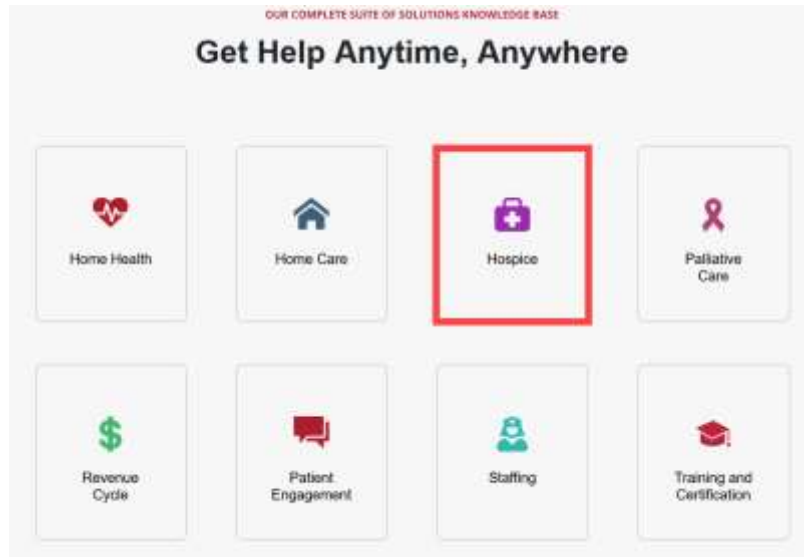 OUR COMPLETE SUITE OF SOLUTIONS KNOWLEDGE BASE
Get Help Anytime, Anywhere
Home Health
Home Care
Hospice
Palliative
Care
Revenue
Cycle
Patient
Engagement
Staffing
Training and
Certification